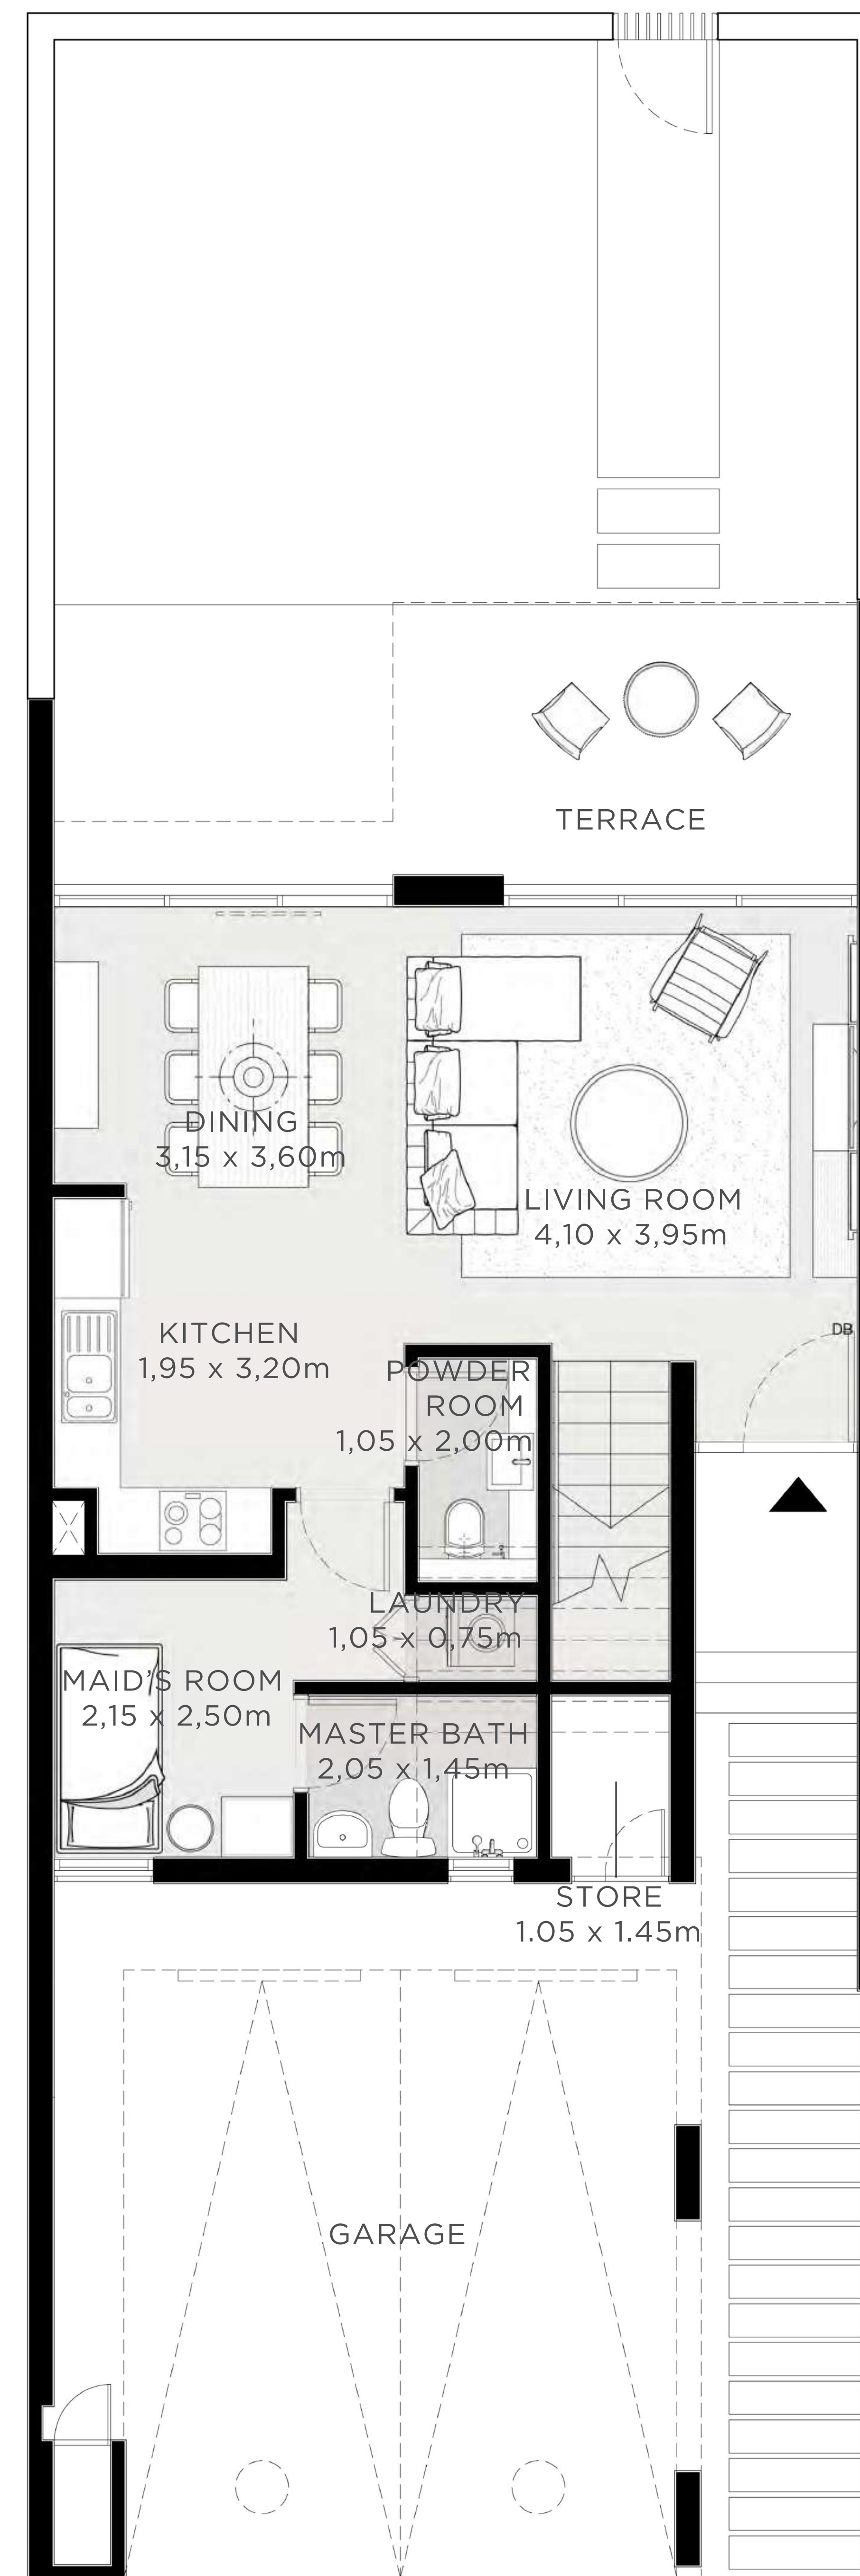 TERRACE
DINING
3,15 x 3,60m
LIVING ROOM
4,10 x 3,95m
DB
KITCHEN
1,95 x 3,20m
POWDER
ROOM
1,05 x 2,00m
LAUNDRY
1,05 x 0,75m
MAID'S ROOM
2,15 x 2,50m
MASTER BATH
2,05 x 1,45m
STORE
1.05 x 1.45m
GARAGE